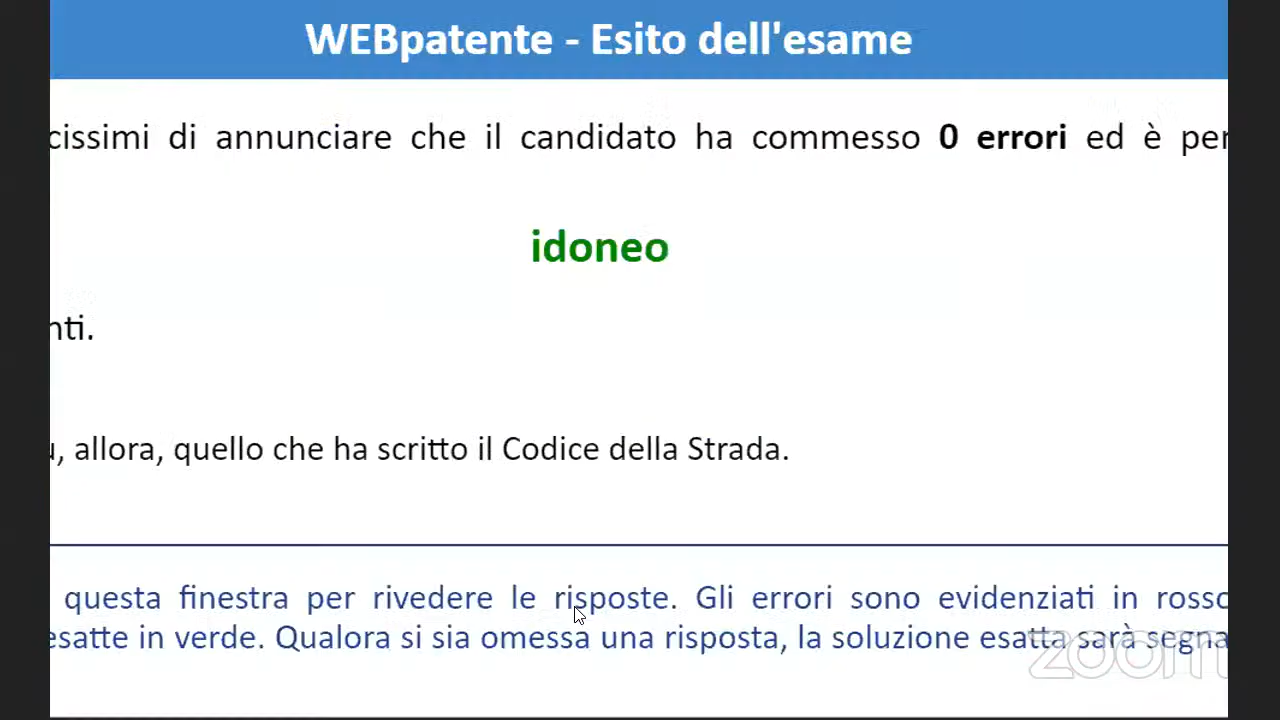 WEBpatente - Esito dell'esame
cissimi di annunciare che il candidato ha commesso 0 errori ed è per
idoneo
nti.
, allora, quello che ha scritto il Codice della Strada.
questa finestra per rivedere le risposte. Gli errori sono evidenziati in rosso
esatte in verde. Qualora si sia omessa una risposta, la soluzione esatta sarà segna
zoom